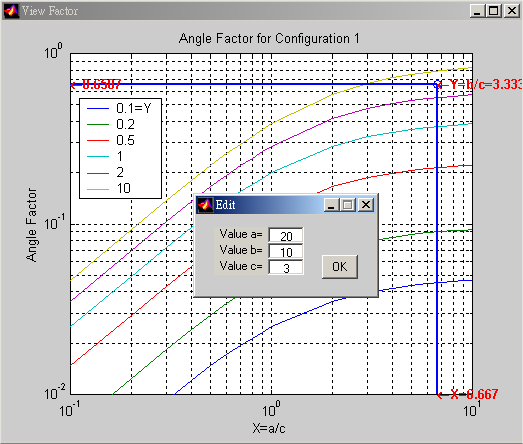 View Factor
Angle Factor for Configuration 1
10^0
0.6587
Y=b/c=3.333
0.1=Y
0.2
0.5
1
2
10
Angle Factor
10^-1
Edit
Value a= 20
Value b= 10
Value c= 3
OK
X=6.667
10^-2
10^-1
10^0
10^1
X=a/c